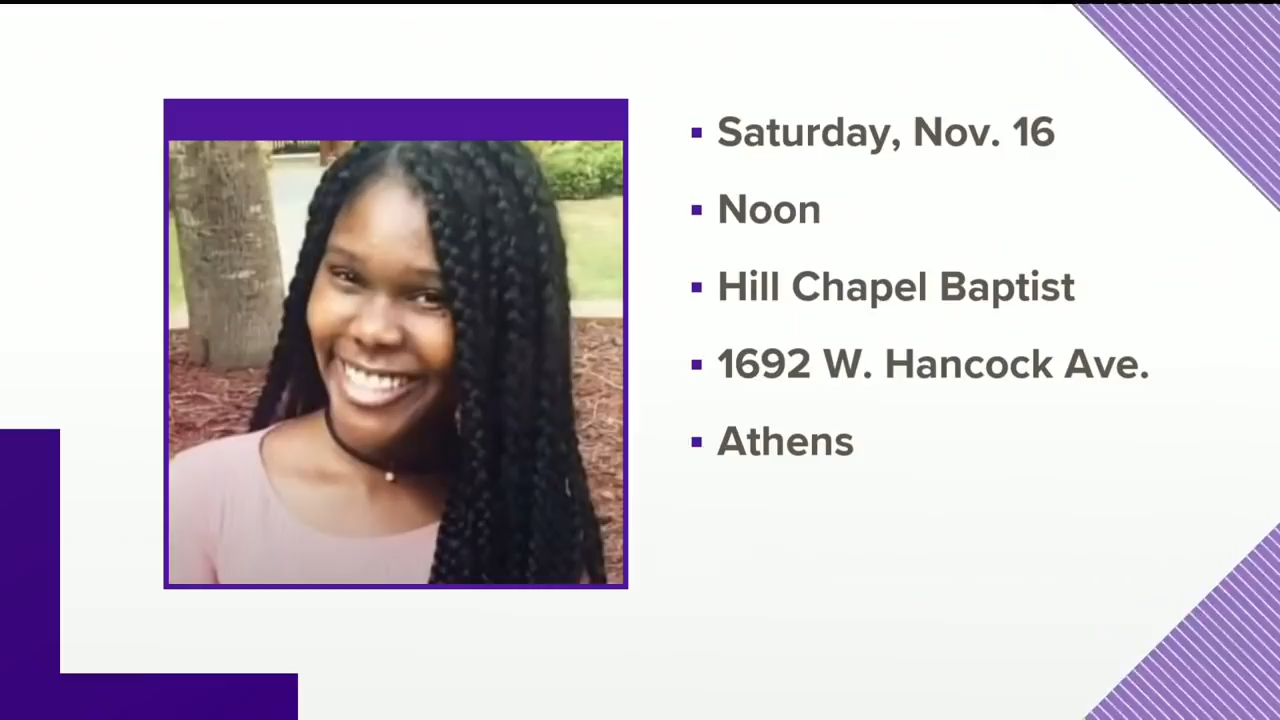 Saturday, Nov. 16
Noon
Hill Chapel Baptist
1692 W. Hancock Ave.
Athens